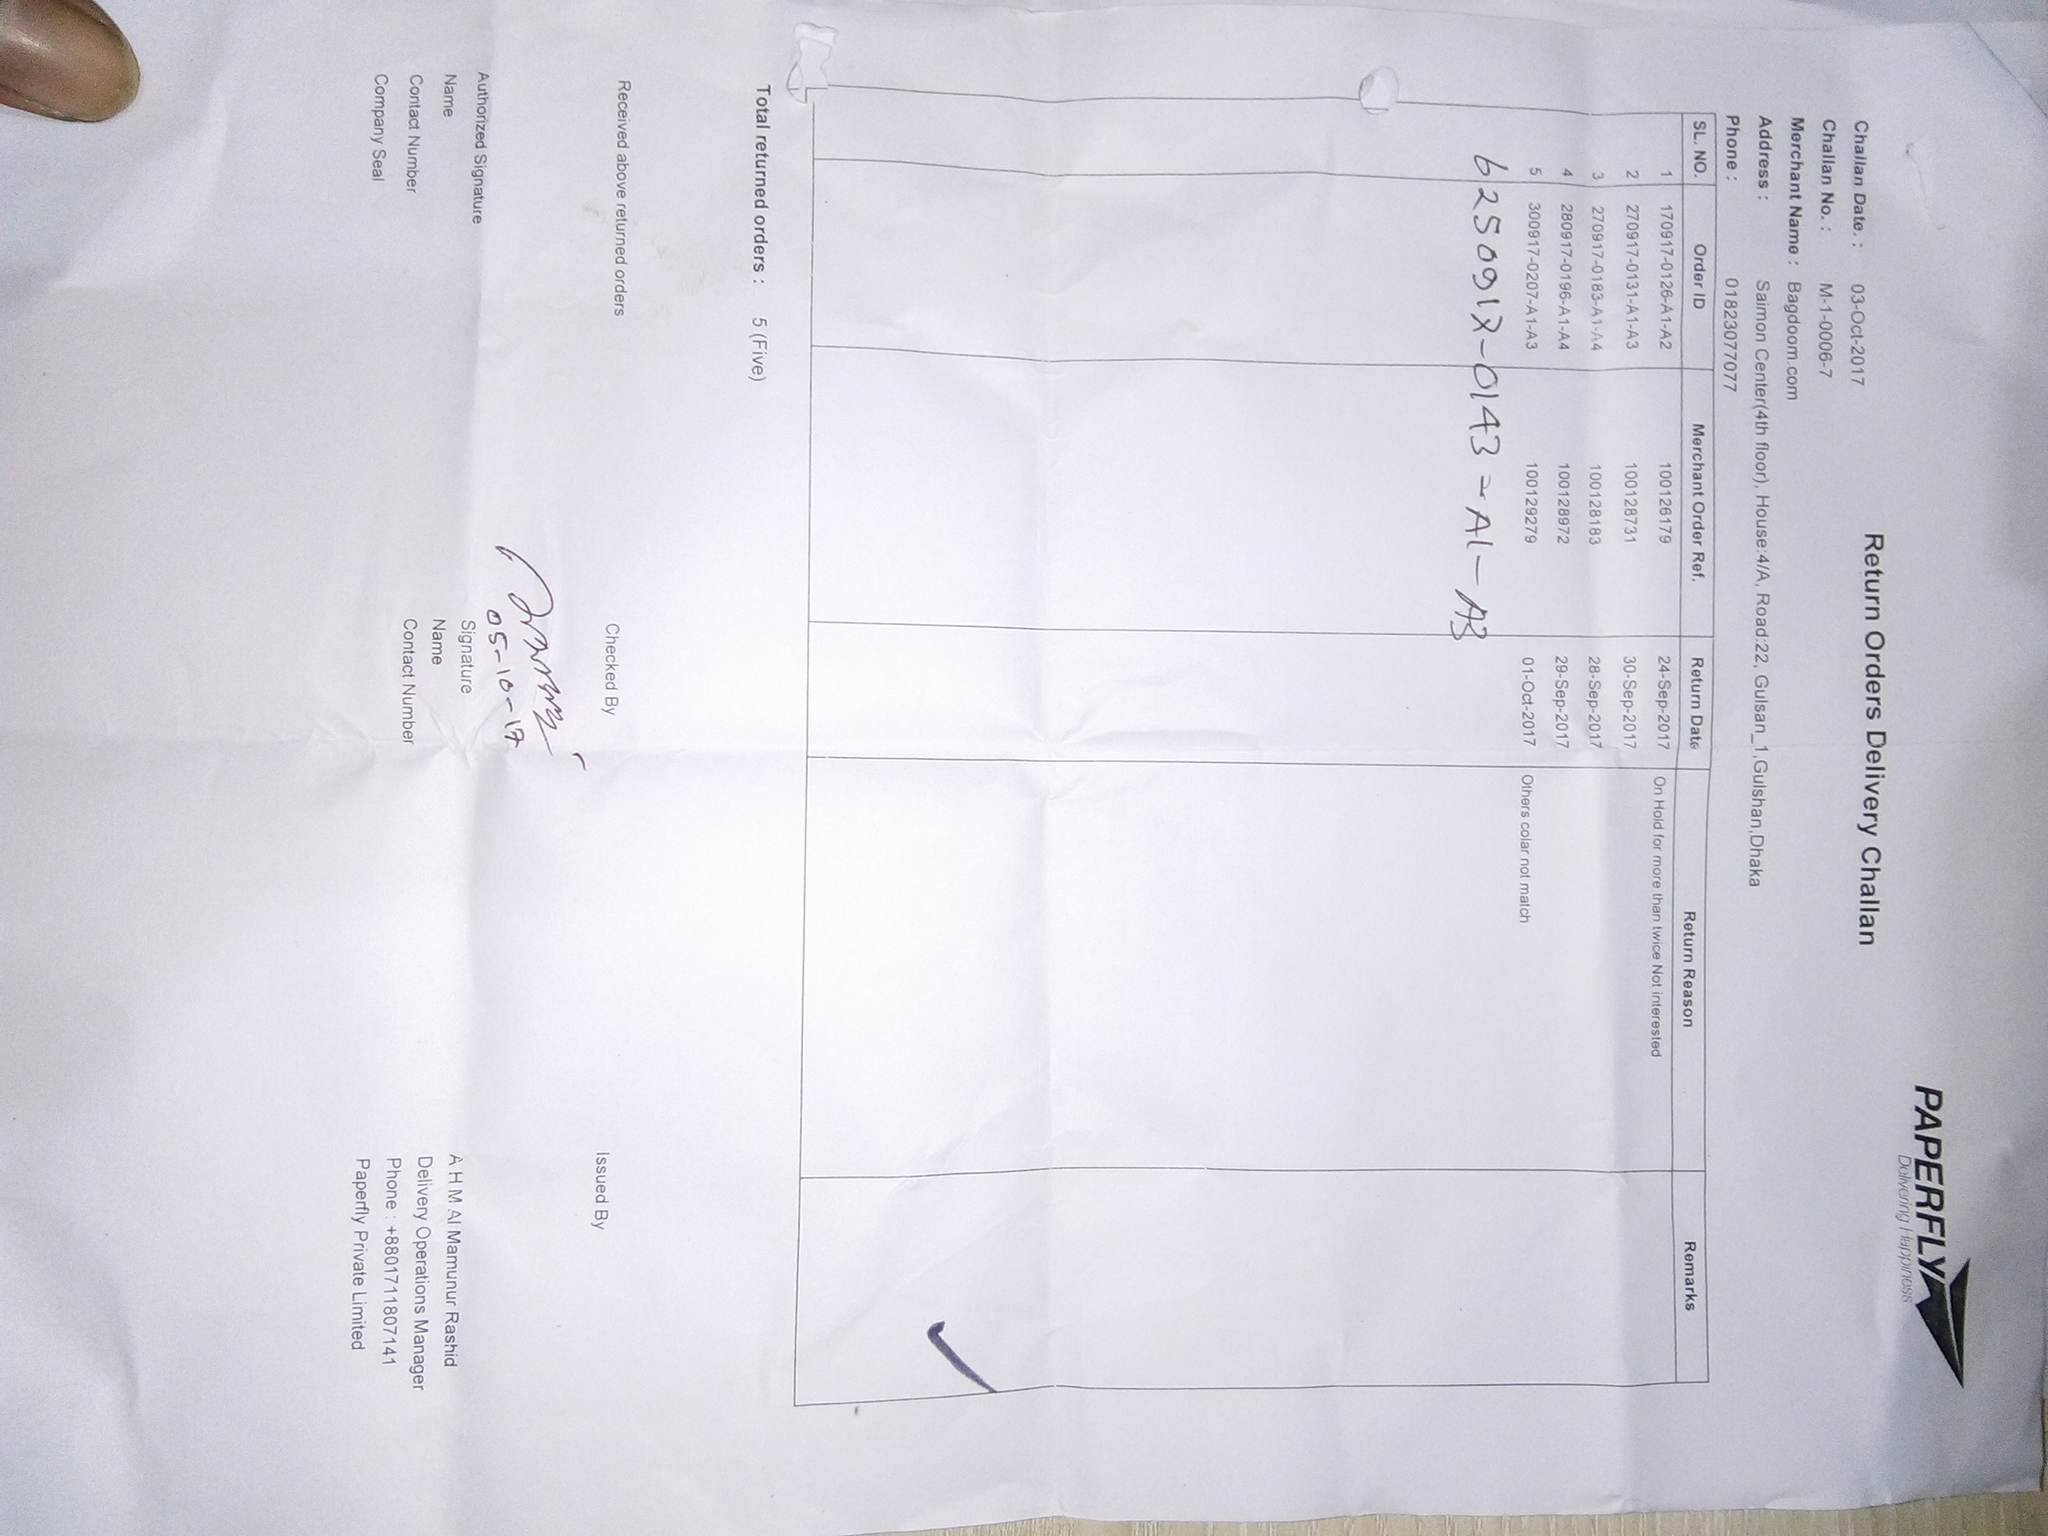 PAPERFLY
Delivering Happiness
Return Orders Delivery Challan
Challan Date. : 03-Oct-2017
Challan No. : M-1-0006-7
Merchant Name : Bagdoom.com
Address : Saimon Center(4th floor), House:4/A, Road:22, Gulsan_1,Gulshan,Dhaka
Phone : 01823077077
SL. NO. Order ID Merchant Order Ref. Return Date Return Reason Remarks
1 170917-0126-A1-A2 100126179 24-Sep-2017 On Hold for more than twice Not interested
2 270917-0131-A1-A3 100128731 30-Sep-2017
3 270917-0183-A1-A4 100128183 28-Sep-2017
4 280917-0196-A1-A4 100128972 29-Sep-2017
5 300917-0207-A1-A3 100129279 01-Oct-2017 Others colar not match
6 250917-0143-A1-A3
Total returned orders : 5 (Five)
Received above returned orders Checked By Issued By
05-10-17
Authorized Signature Signature A H M Al Mamunur Rashid
Name Name Delivery Operations Manager
Contact Number Contact Number Phone : +8801711807141
Company Seal Paperfly Private Limited